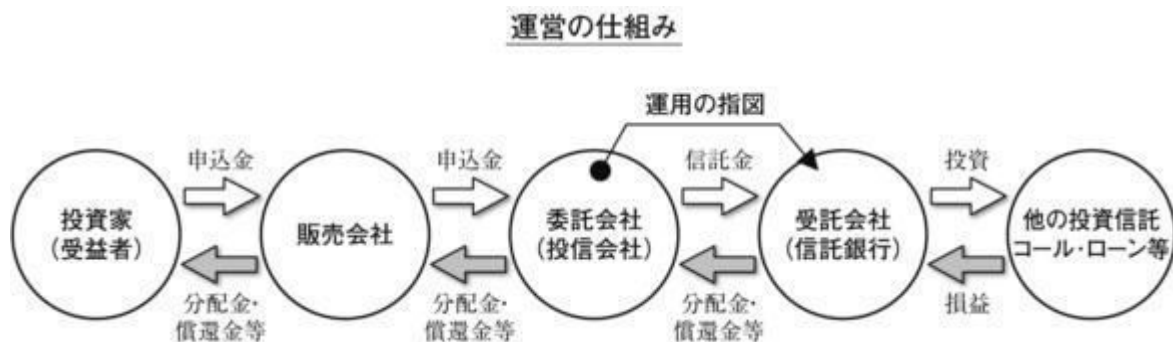 運営の仕組み
運用の指図
申込金
申込金
信託金
投資
投資家
(受益者)
販売会社
委託会社
(投信会社)
受託会社
(信託銀行)
他の投資信託
コール・ローン等
分配金・
償還金等
分配金・
償還金等
分配金・
償還金等
損益